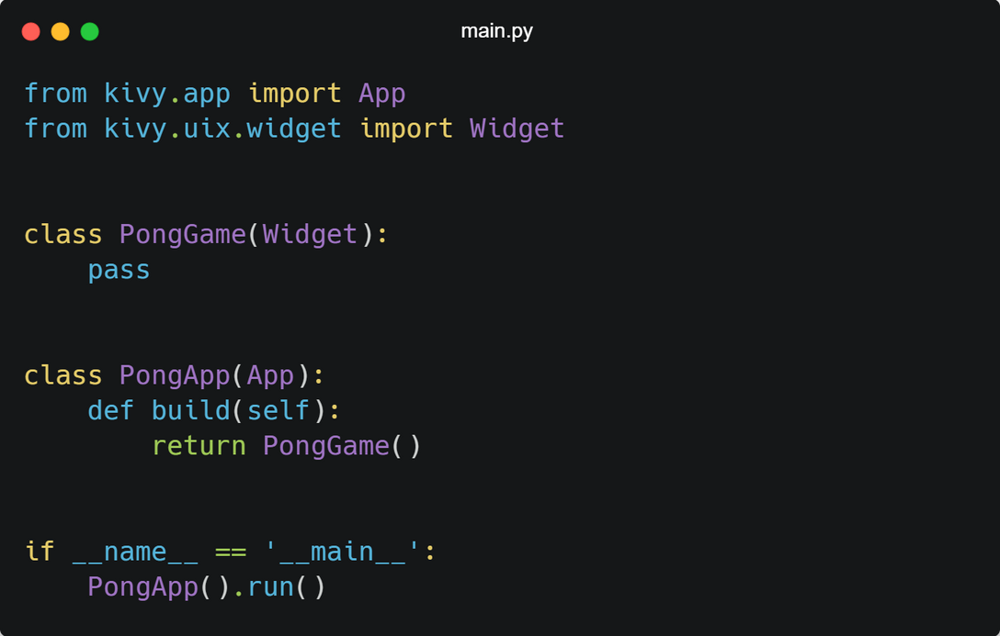 main.py
from kivy.app import App
from kivy.uix.widget import Widget
class PongGame(Widget):
    pass
class PongApp(App):
    def build(self):
        return PongGame()
if __name__ == '__main__':
    PongApp().run()